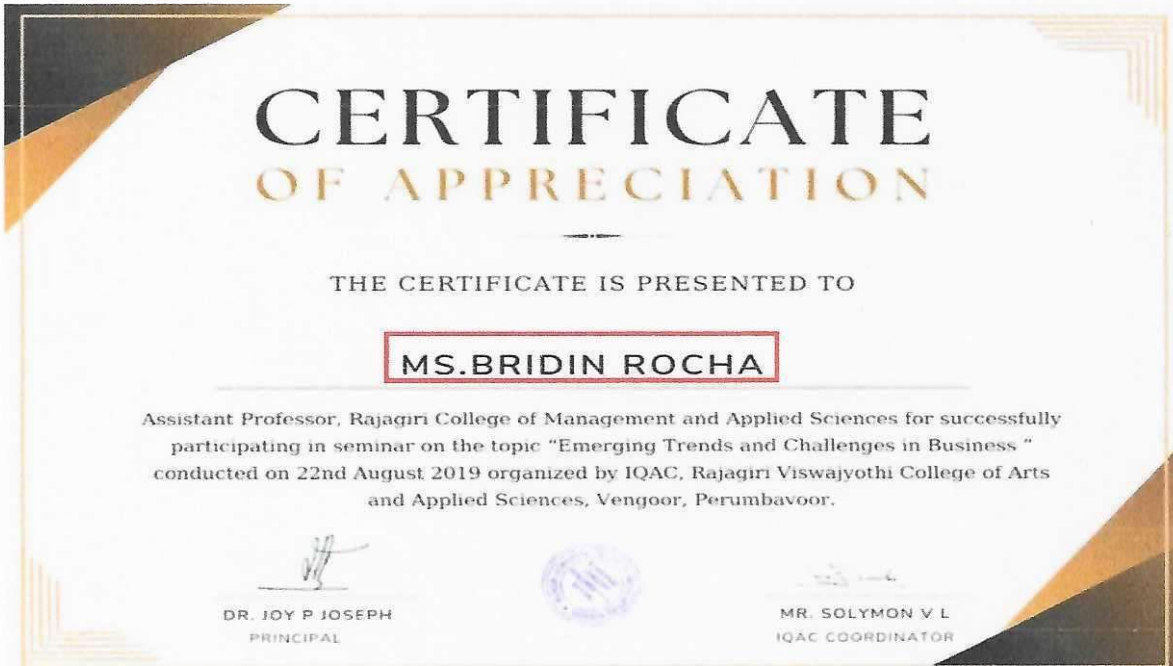 CERTIFICATE
OF APPRECIATION
THE CERTIFICATE IS PRESENTED TO
MS.BRIDIN ROCHA
Assistant Professor, Rajagiri College of Management and Applied Sciences for successfully
participating in seminar on the topic "Emerging Trends and Challenges in Business "
conducted on 22nd August 2019 organized by IQAC, Rajagiri Viswajyothi College of Arts
and Applied Sciences, Vengoor, Perumbavoor.
DR. JOY P JOSEPH
PRINCIPAL
MR. SOLYMON V L
IQAC COORDINATOR